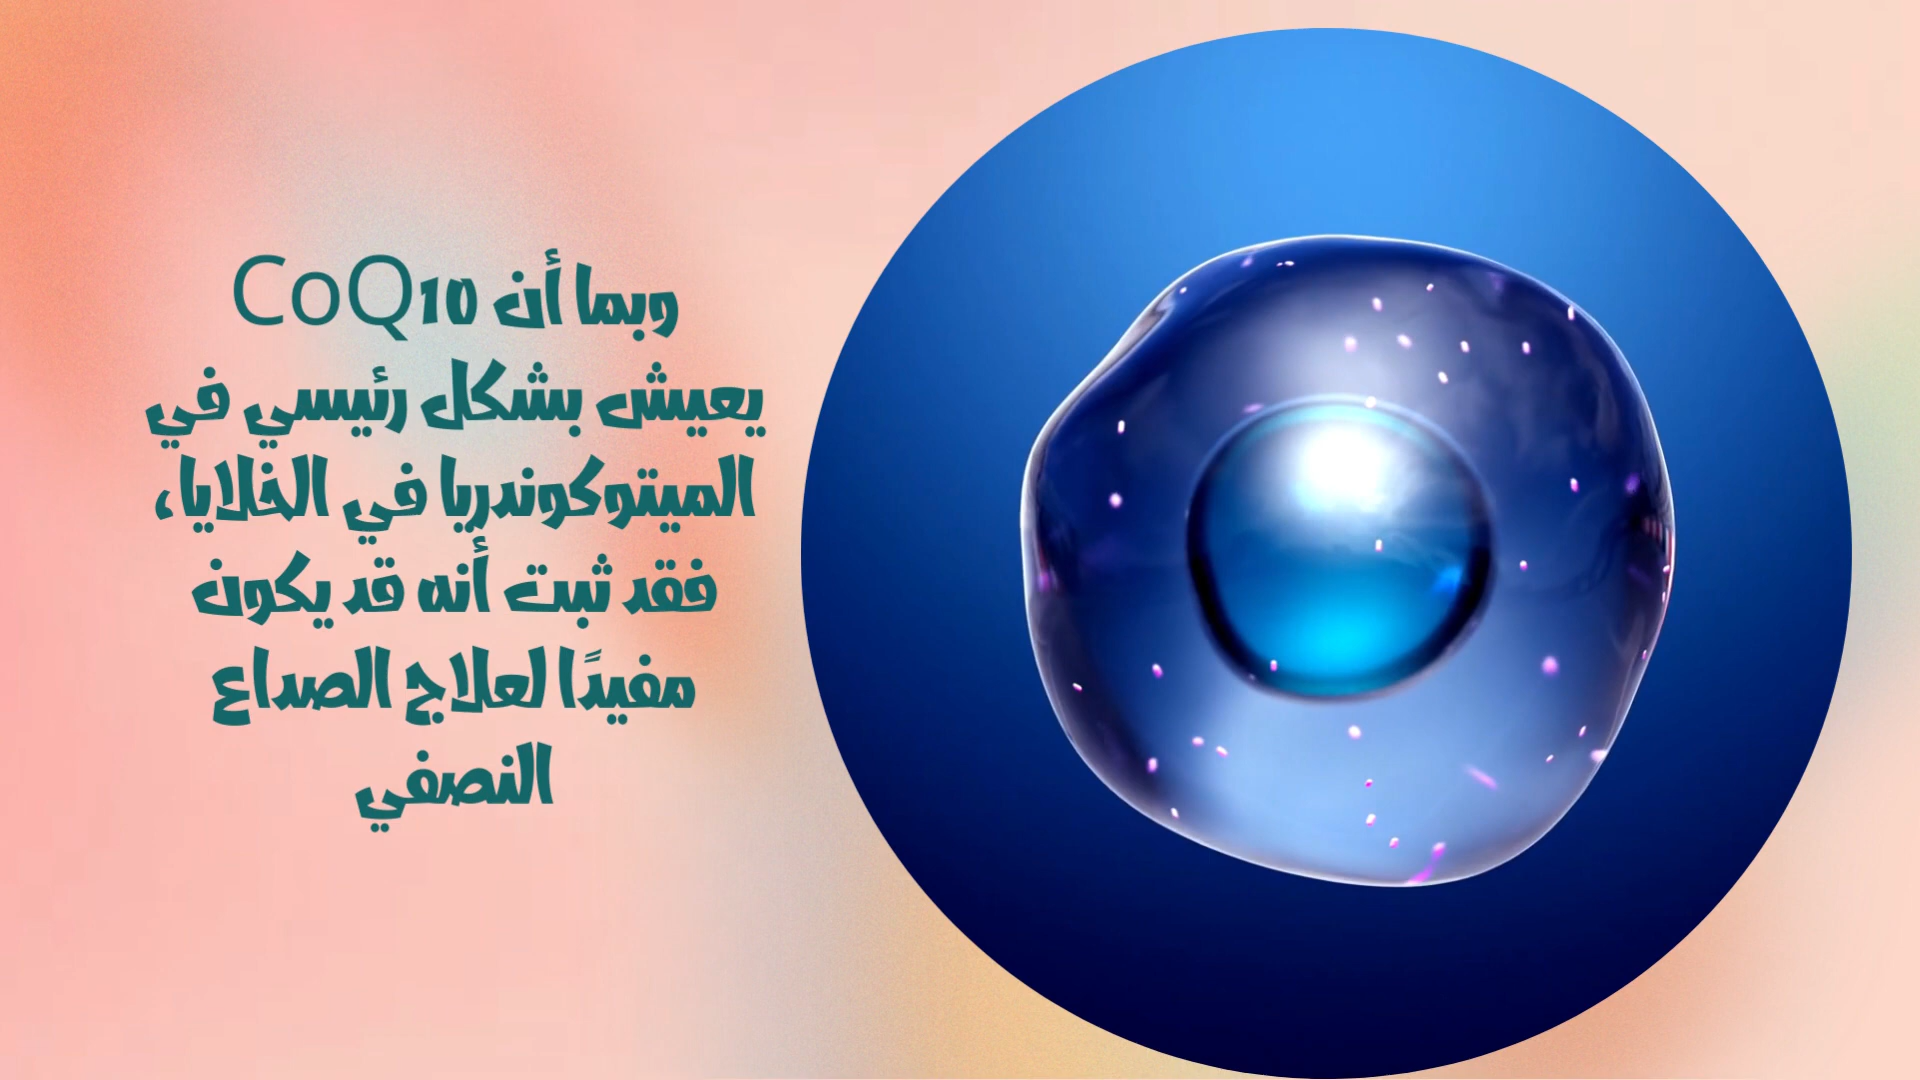 وبما أن CoQ10
يعيش بشكل رئيسي في
الميتوكوندريا في الخلايا،
فقد ثبت أنه قد يكون
مفيدًا لعلاج الصداع
النصفي